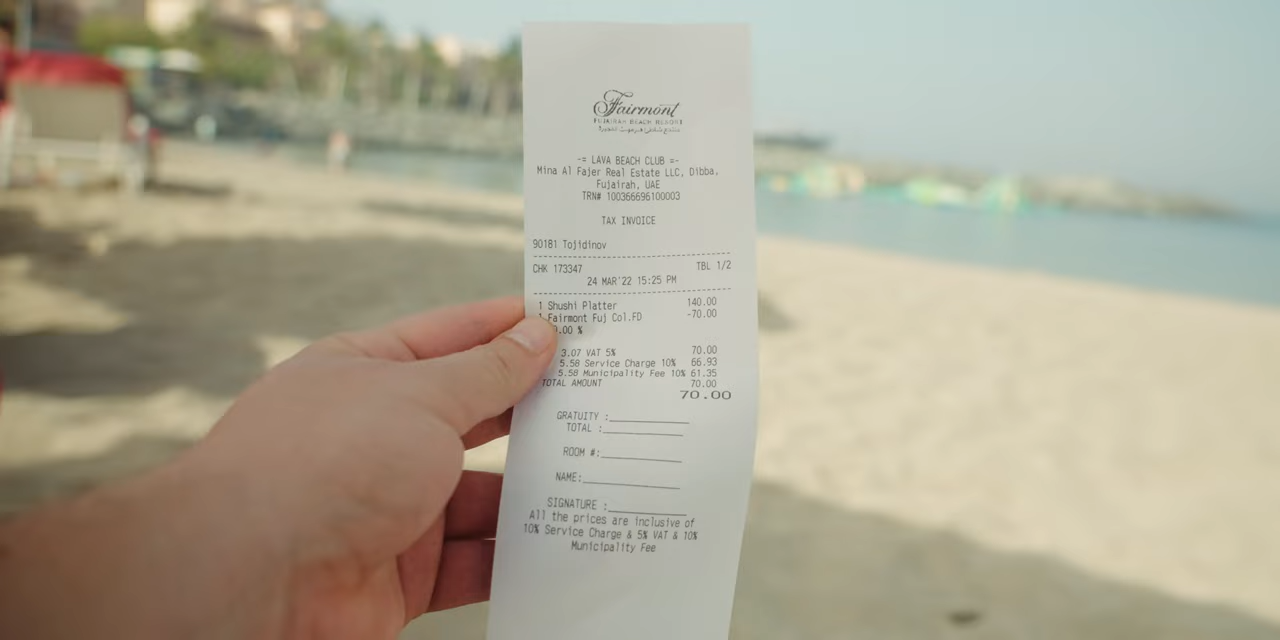 Fairmont
FUJAIRAH BEACH RESORT
-= LAVA BEACH CLUB =-
Mina Al Fajer Real Estate LLC, Dibba,
Fujairah, UAE
TRN# 100366696100003
TAX INVOICE
90181 Tojidinov
CHK 173347 TBL 1/2
24 MAR'22 15:25 PM
1 Shushi Platter 140.00
1 Fairmont Fuj Col.FD -70.00
0.00 %
3.07 VAT 5% 70.00
5.58 Service Charge 10% 66.93
5.58 Municipality Fee 10% 61.35
TOTAL AMOUNT 70.00
70.00
GRATUITY :
TOTAL :
ROOM #:
NAME:
SIGNATURE :
All the prices are inclusive of
10% Service Charge & 5% VAT & 10%
Municipality Fee